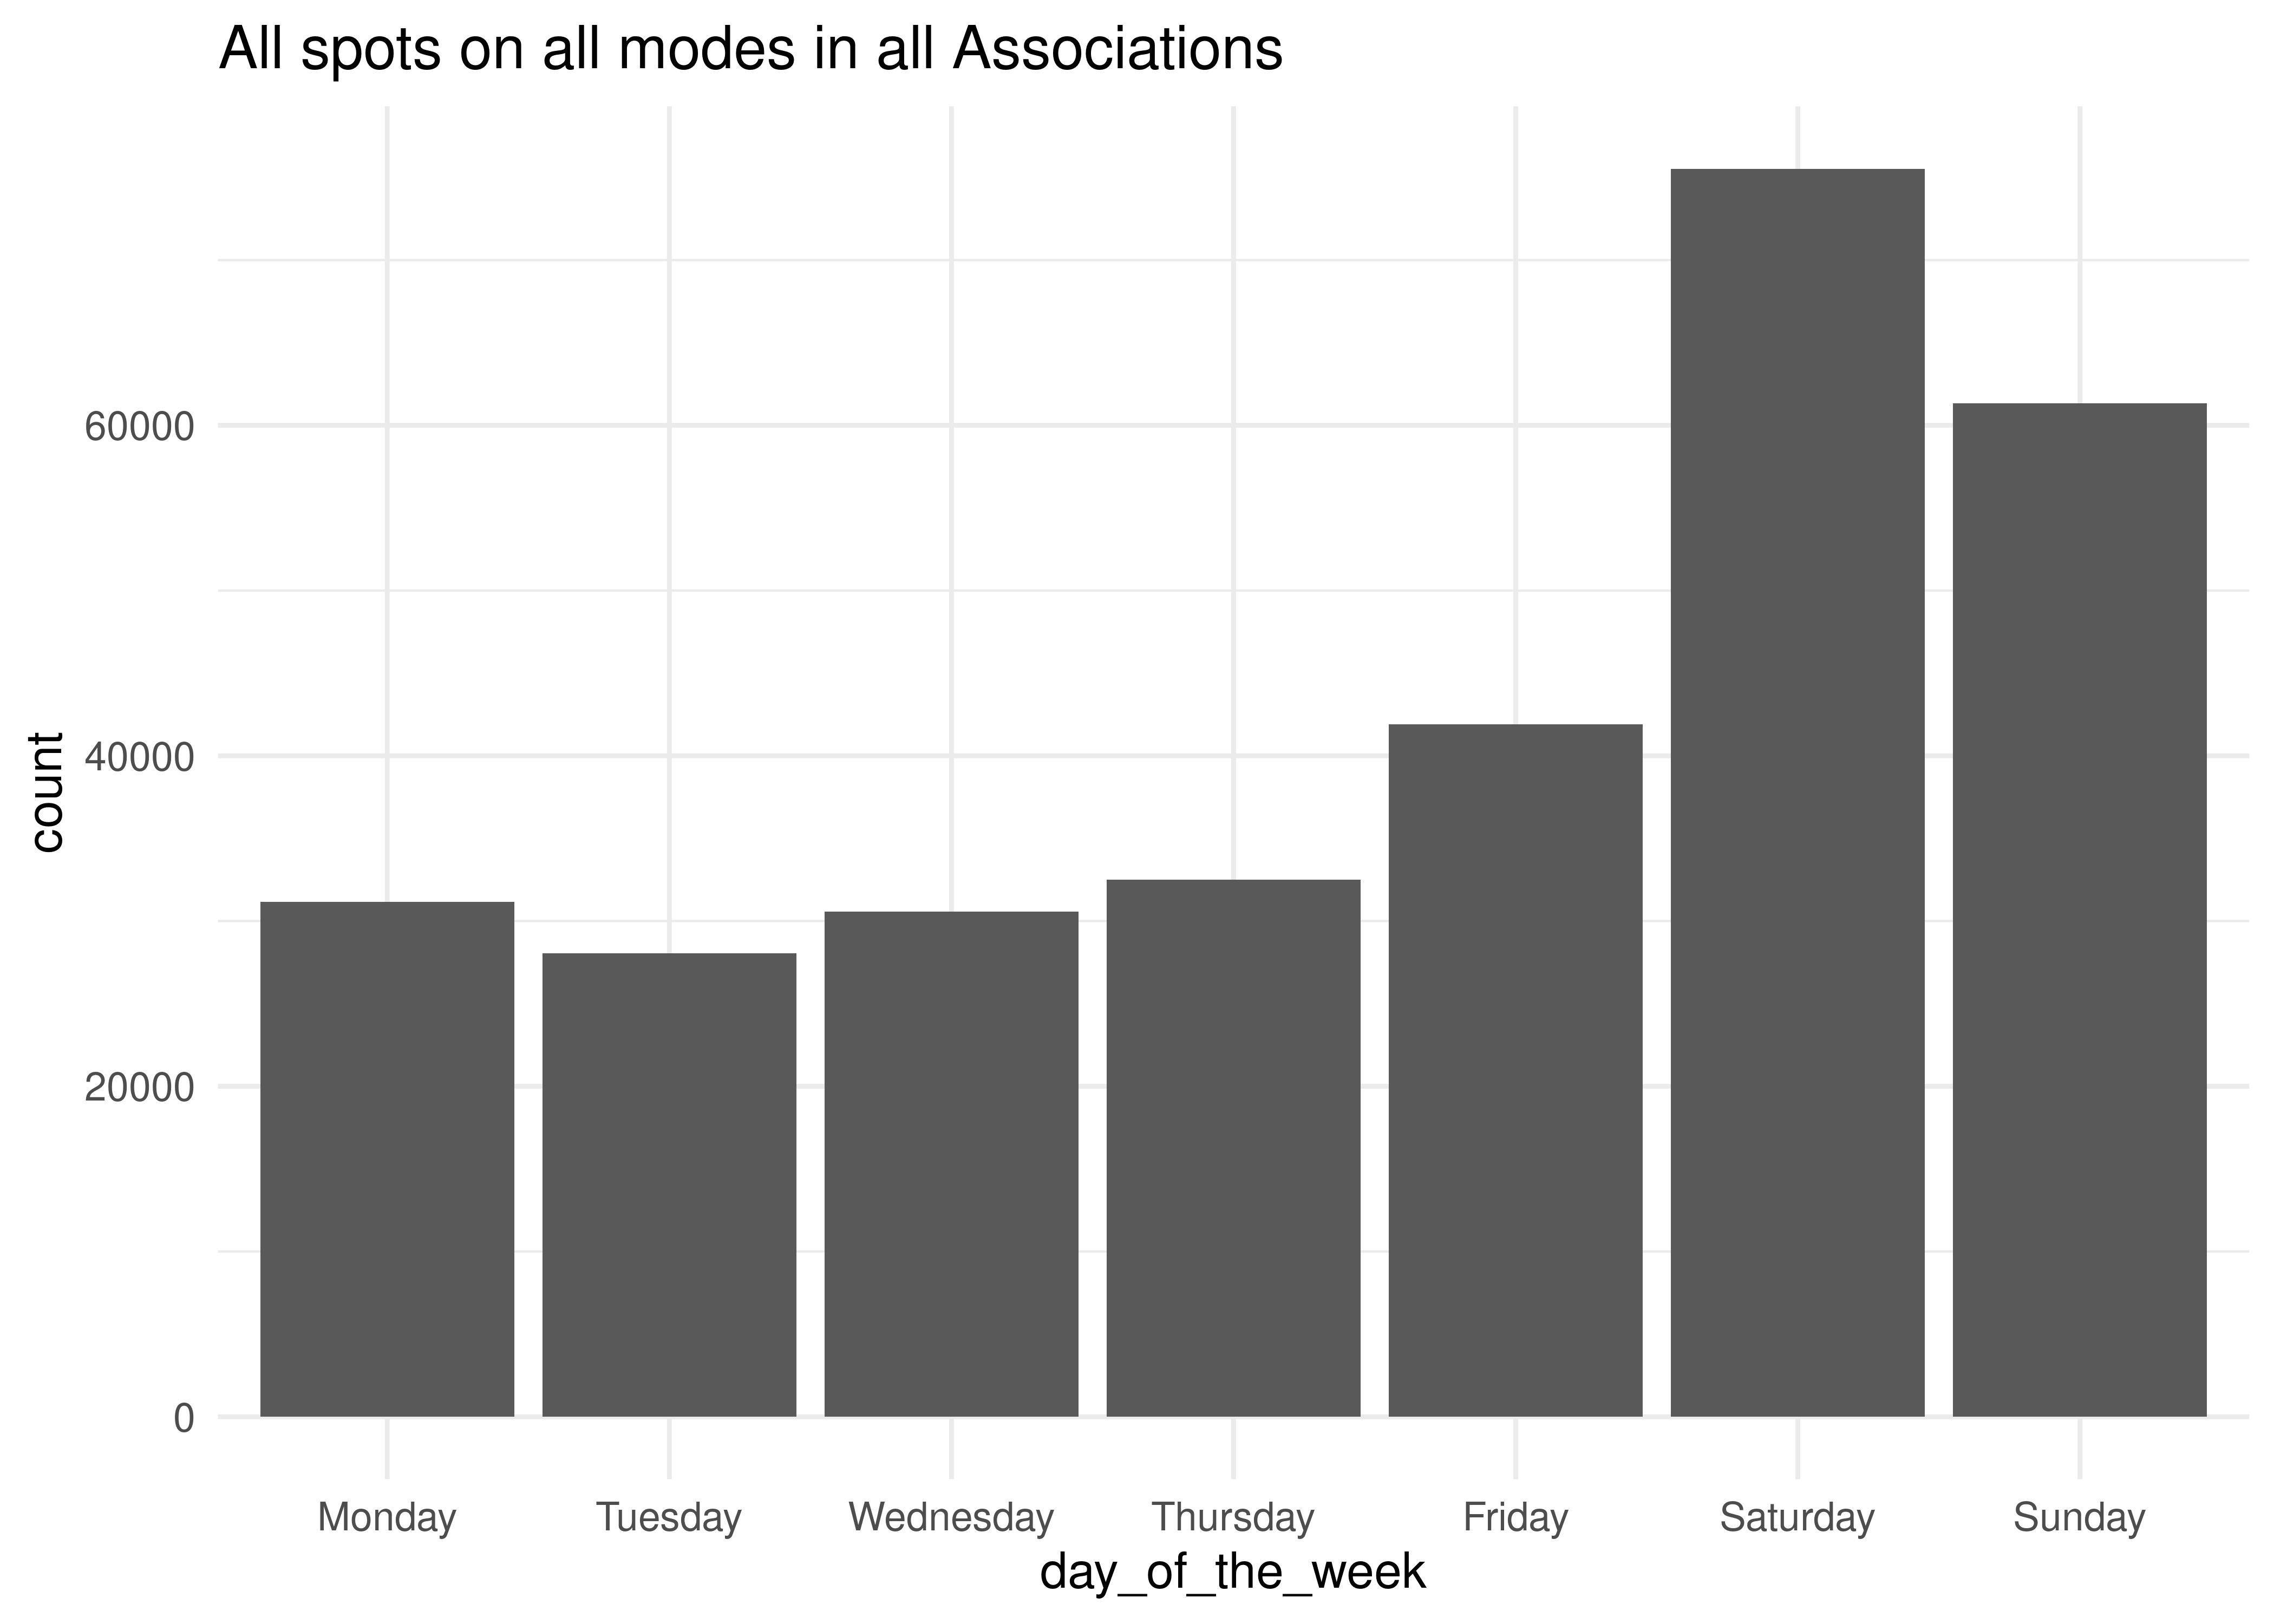 All spots on all modes in all Associations
count
60000
40000
20000
0
Monday Tuesday Wednesday Thursday Friday Saturday Sunday
day_of_the_week